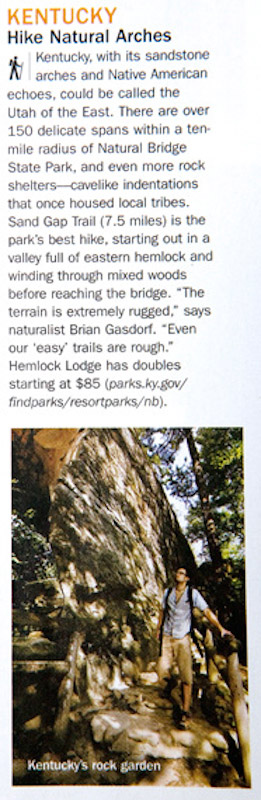 KENTUCKY
Hike Natural Arches
Kentucky, with its sandstone
arches and Native American
echoes, could be called the
Utah of the East. There are over
150 delicate spans within a ten-
mile radius of Natural Bridge
State Park, and even more rock
shelters—cavelike indentations
that once housed local tribes.
Sand Gap Trail (7.5 miles) is the
park's best hike, starting out in a
valley full of eastern hemlock and
winding through mixed woods
before reaching the bridge. “The
terrain is extremely rugged,” says
naturalist Brian Gasdorf. “Even
our ‘easy’ trails are rough.”
Hemlock Lodge has doubles
starting at $85 (parks.ky.gov/
findparks/resortparks/nb).
Kentucky's rock garden